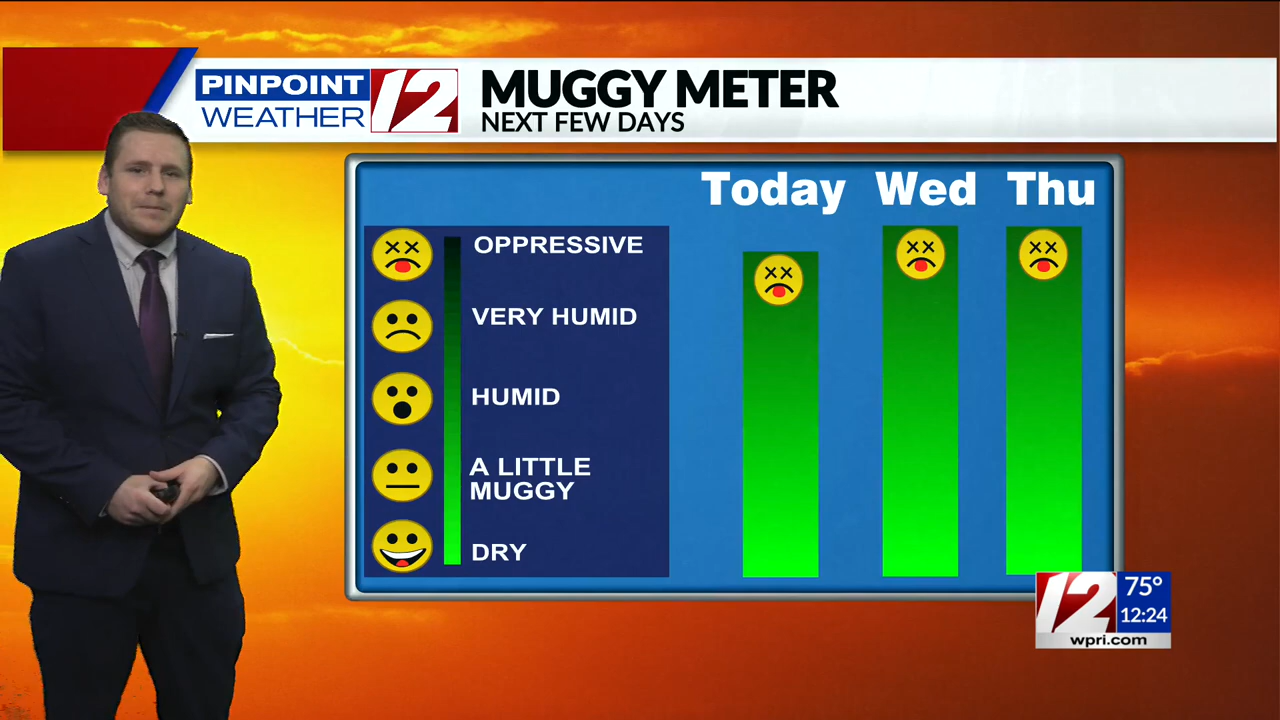 PINPOINT
WEATHER
12
MUGGY METER
NEXT FEW DAYS
Today Wed Thu
OPPRESSIVE
VERY HUMID
HUMID
A LITTLE
MUGGY
DRY
12
75°
12:24
wpri.com